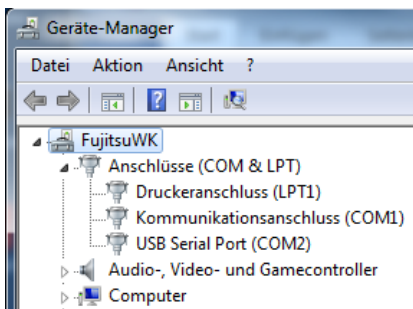 Geräte-Manager
Datei Aktion Ansicht ?
FujitsuWK
Anschlüsse (COM & LPT)
Druckeranschluss (LPT1)
Kommunikationsanschluss (COM1)
USB Serial Port (COM2)
Audio-, Video- und Gamecontroller
Computer